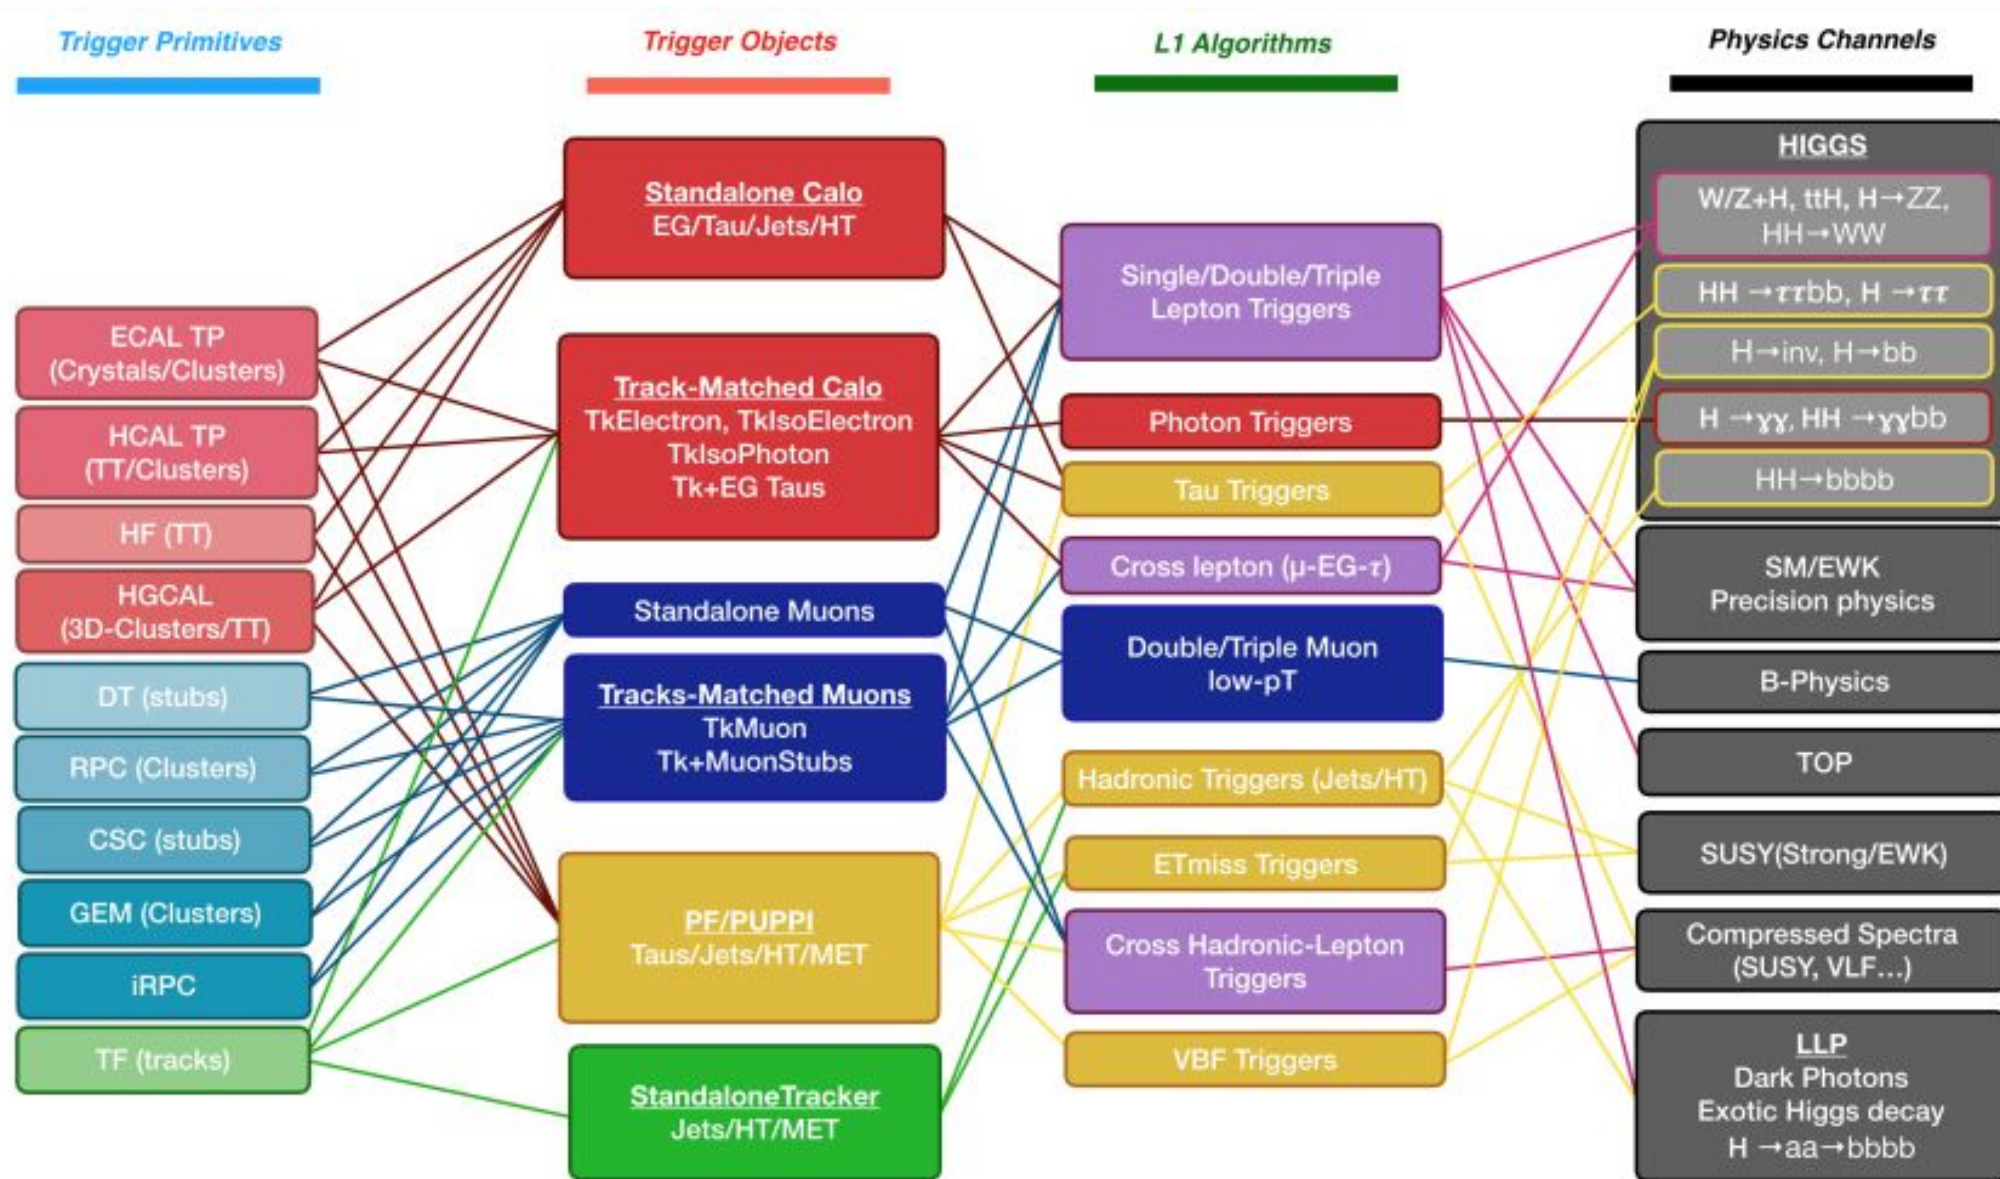 Trigger Primitives
Trigger Objects
L1 Algorithms
Physics Channels
ECAL TP
(Crystals/Clusters)
HCAL TP
(TT/Clusters)
HF (TT)
HGCAL
(3D-Clusters/TT)
DT (stubs)
RPC (Clusters)
CSC (stubs)
GEM (Clusters)
iRPC
TF (tracks)
Standalone Calo
EG/Tau/Jets/HT
Track-Matched Calo
TkElectron, TkIsoElectron
TkIsoPhoton
Tk+EG Taus
Standalone Muons
Tracks-Matched Muons
TkMuon
Tk+MuonStubs
PF/PUPPI
Taus/Jets/HT/MET
StandaloneTracker
Jets/HT/MET
Single/Double/Triple
Lepton Triggers
Photon Triggers
Tau Triggers
Cross lepton (μ-EG-τ)
Double/Triple Muon
low-pT
Hadronic Triggers (Jets/HT)
ETmiss Triggers
Cross Hadronic-Lepton
Triggers
VBF Triggers
HIGGS
W/Z+H, ttH, H→ZZ,
HH→WW
HH →ττbb, H →ττ
H→inv, H→bb
H →γγ, HH →γγbb
HH→bbbb
SM/EWK
Precision physics
B-Physics
TOP
SUSY(Strong/EWK)
Compressed Spectra
(SUSY, VLF...)
LLP
Dark Photons
Exotic Higgs decay
H →aa→bbbb